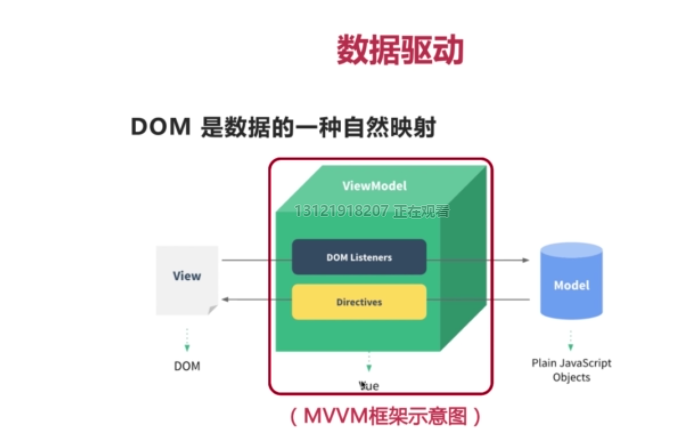 数据驱动
DOM 是数据的一种自然映射
ViewModel
13121918207 正在观看
DOM Listeners
View
Model
Directives
DOM
Plain JavaScript
Objects
Vue
（MVVM框架示意图）